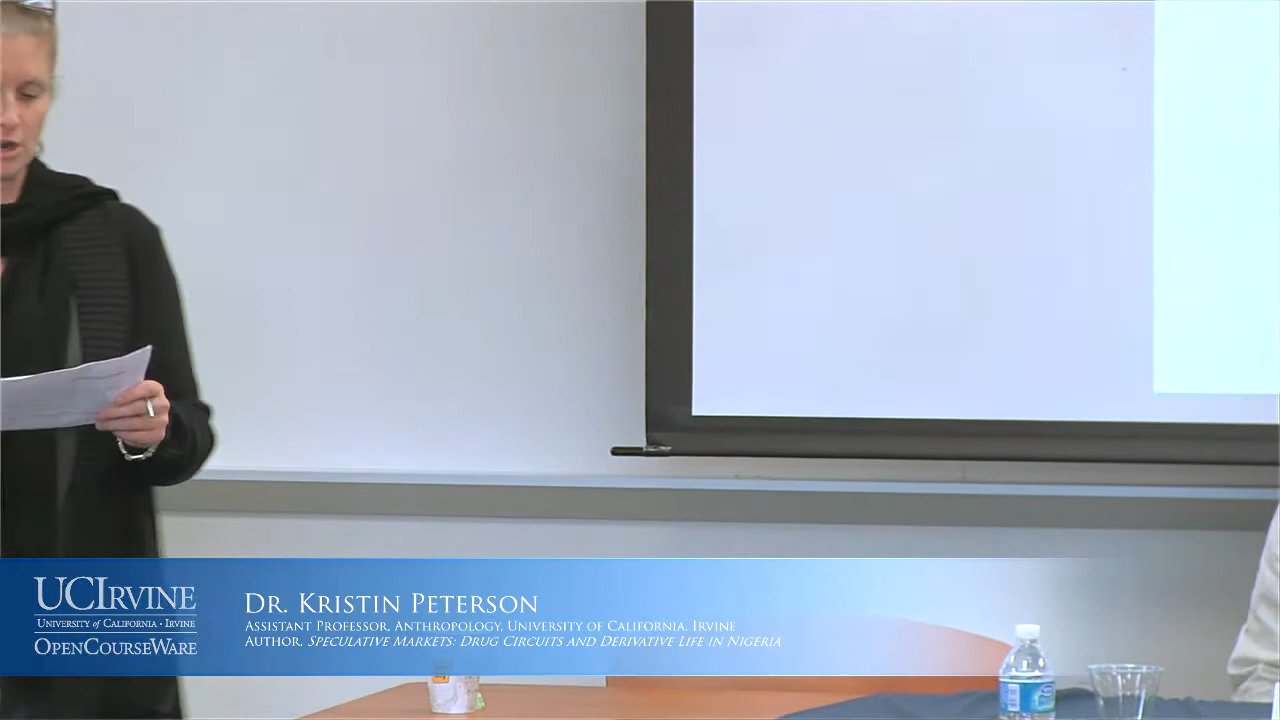 UCIRVINE
UNIVERSITY of CALIFORNIA · IRVINE
OPENCOURSEWARE
DR. KRISTIN PETERSON
ASSISTANT PROFESSOR, ANTHROPOLOGY, UNIVERSITY OF CALIFORNIA, IRVINE
AUTHOR, SPECULATIVE MARKETS: DRUG CIRCUITS AND DERIVATIVE LIFE IN NIGERIA